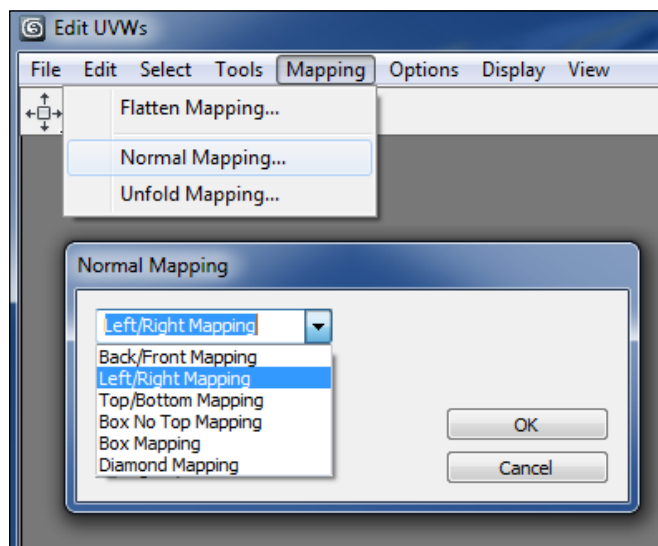 Edit UVWs
File Edit Select Tools Mapping Options Display View
Flatten Mapping...
Normal Mapping...
Unfold Mapping...
Normal Mapping
Left/Right Mapping
Back/Front Mapping
Left/Right Mapping
Top/Bottom Mapping
Box No Top Mapping
Box Mapping
Diamond Mapping
OK
Cancel